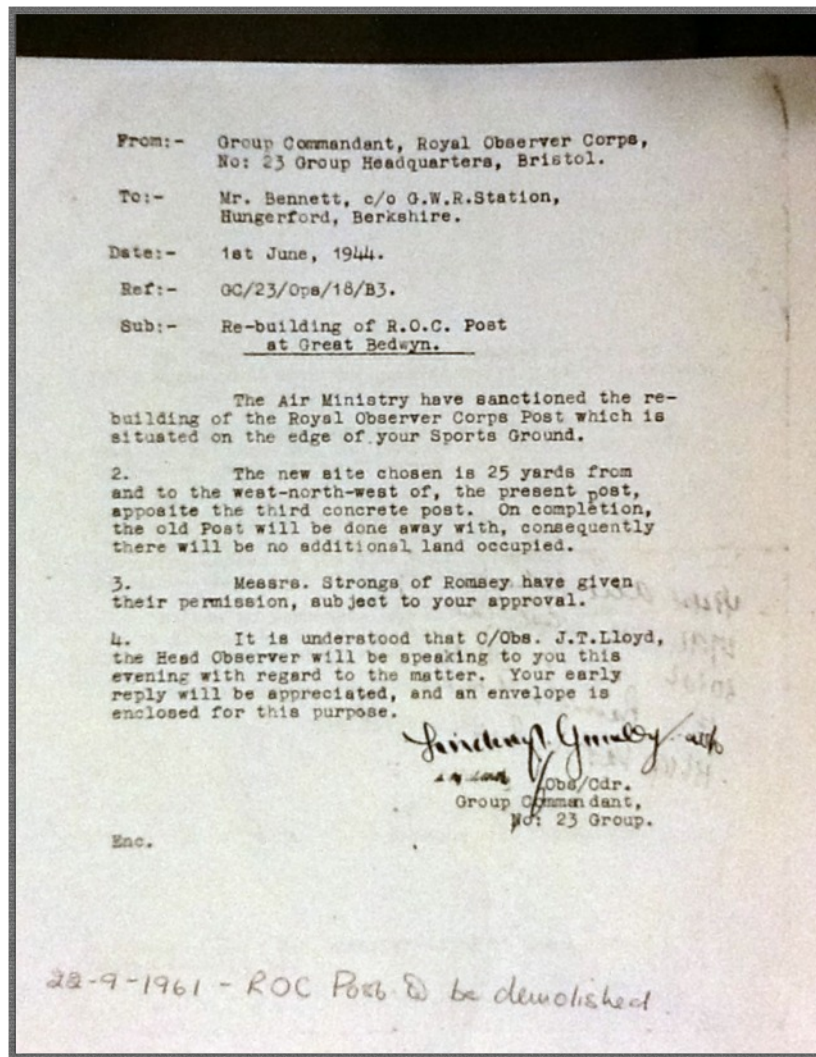 From:- Group Commandant, Royal Observer Corps,
No: 23 Group Headquarters, Bristol.
To:- Mr. Bennett, c/o G.W.R.Station,
Hungerford, Berkshire.
Date:- 1st June, 1944.
Ref:- GC/23/Ops/18/B3.
Sub:- Re-building of R.O.C. Post
at Great Bedwyn.
The Air Ministry have sanctioned the re-
building of the Royal Observer Corps Post which is
situated on the edge of your Sports Ground.
2. The new site chosen is 25 yards from
and to the west-north-west of, the present post,
apposite the third concrete post. On completion,
the old Post will be done away with, consequently
there will be no additional land occupied.
3. Messrs. Strongs of Romsey have given
their permission, subject to your approval.
4. It is understood that C/Obs. J.T.Lloyd,
the Head Observer will be speaking to you this
evening with regard to the matter. Your early
reply will be appreciated, and an envelope is
enclosed for this purpose.
Obs/Cdr.
Group Commandant,
No: 23 Group.
Enc.
22-9-1961 - ROC Post to be demolished